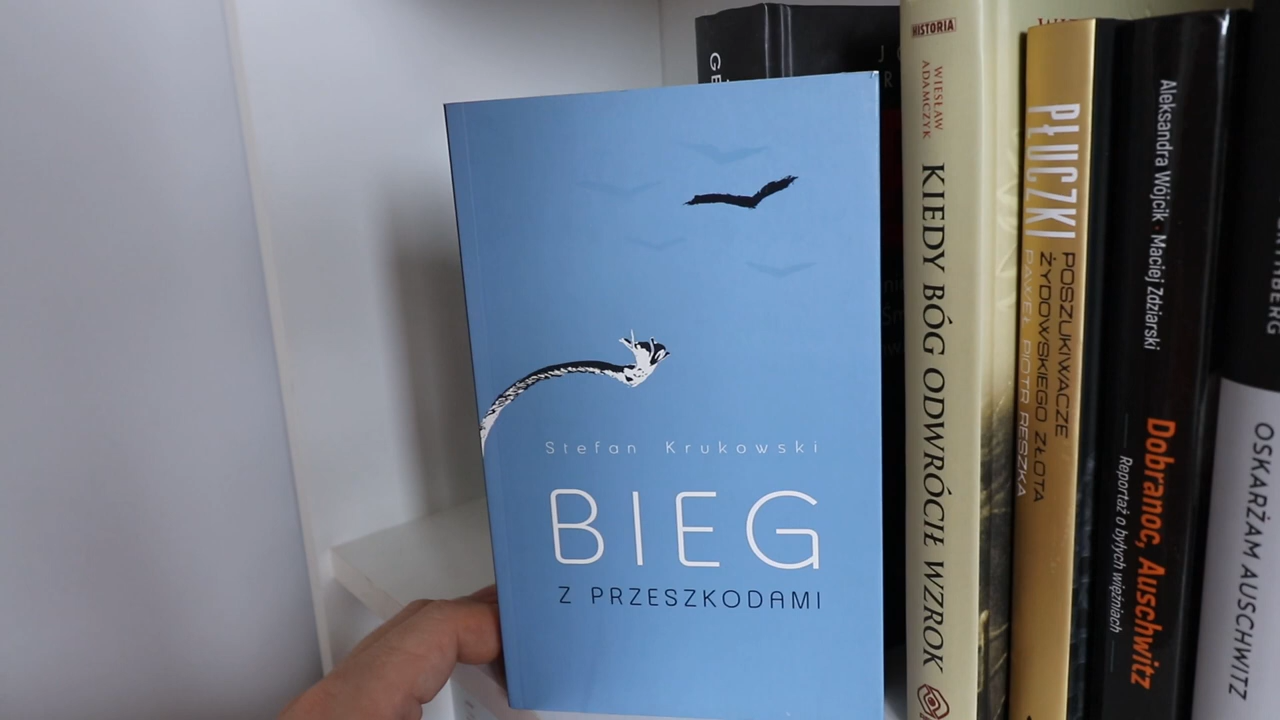 Stefan Krukowski
BIEG
Z PRZESZKODAMI
HISTORIA
WIESŁAW
ADAMCZYK
KIEDY BÓG ODWRÓCIŁ WZROK
PŁUCZKI
POSZUKIWACZE
ŻYDOWSKIEGO ZŁOTA
PAWEŁ PIOTR RESZKA
Aleksandra Wójcik · Maciej Zdziarski
Dobranoc, Auschwitz
Reportaż o byłych więźniach
OSKARŻAM AUSCHWITZ